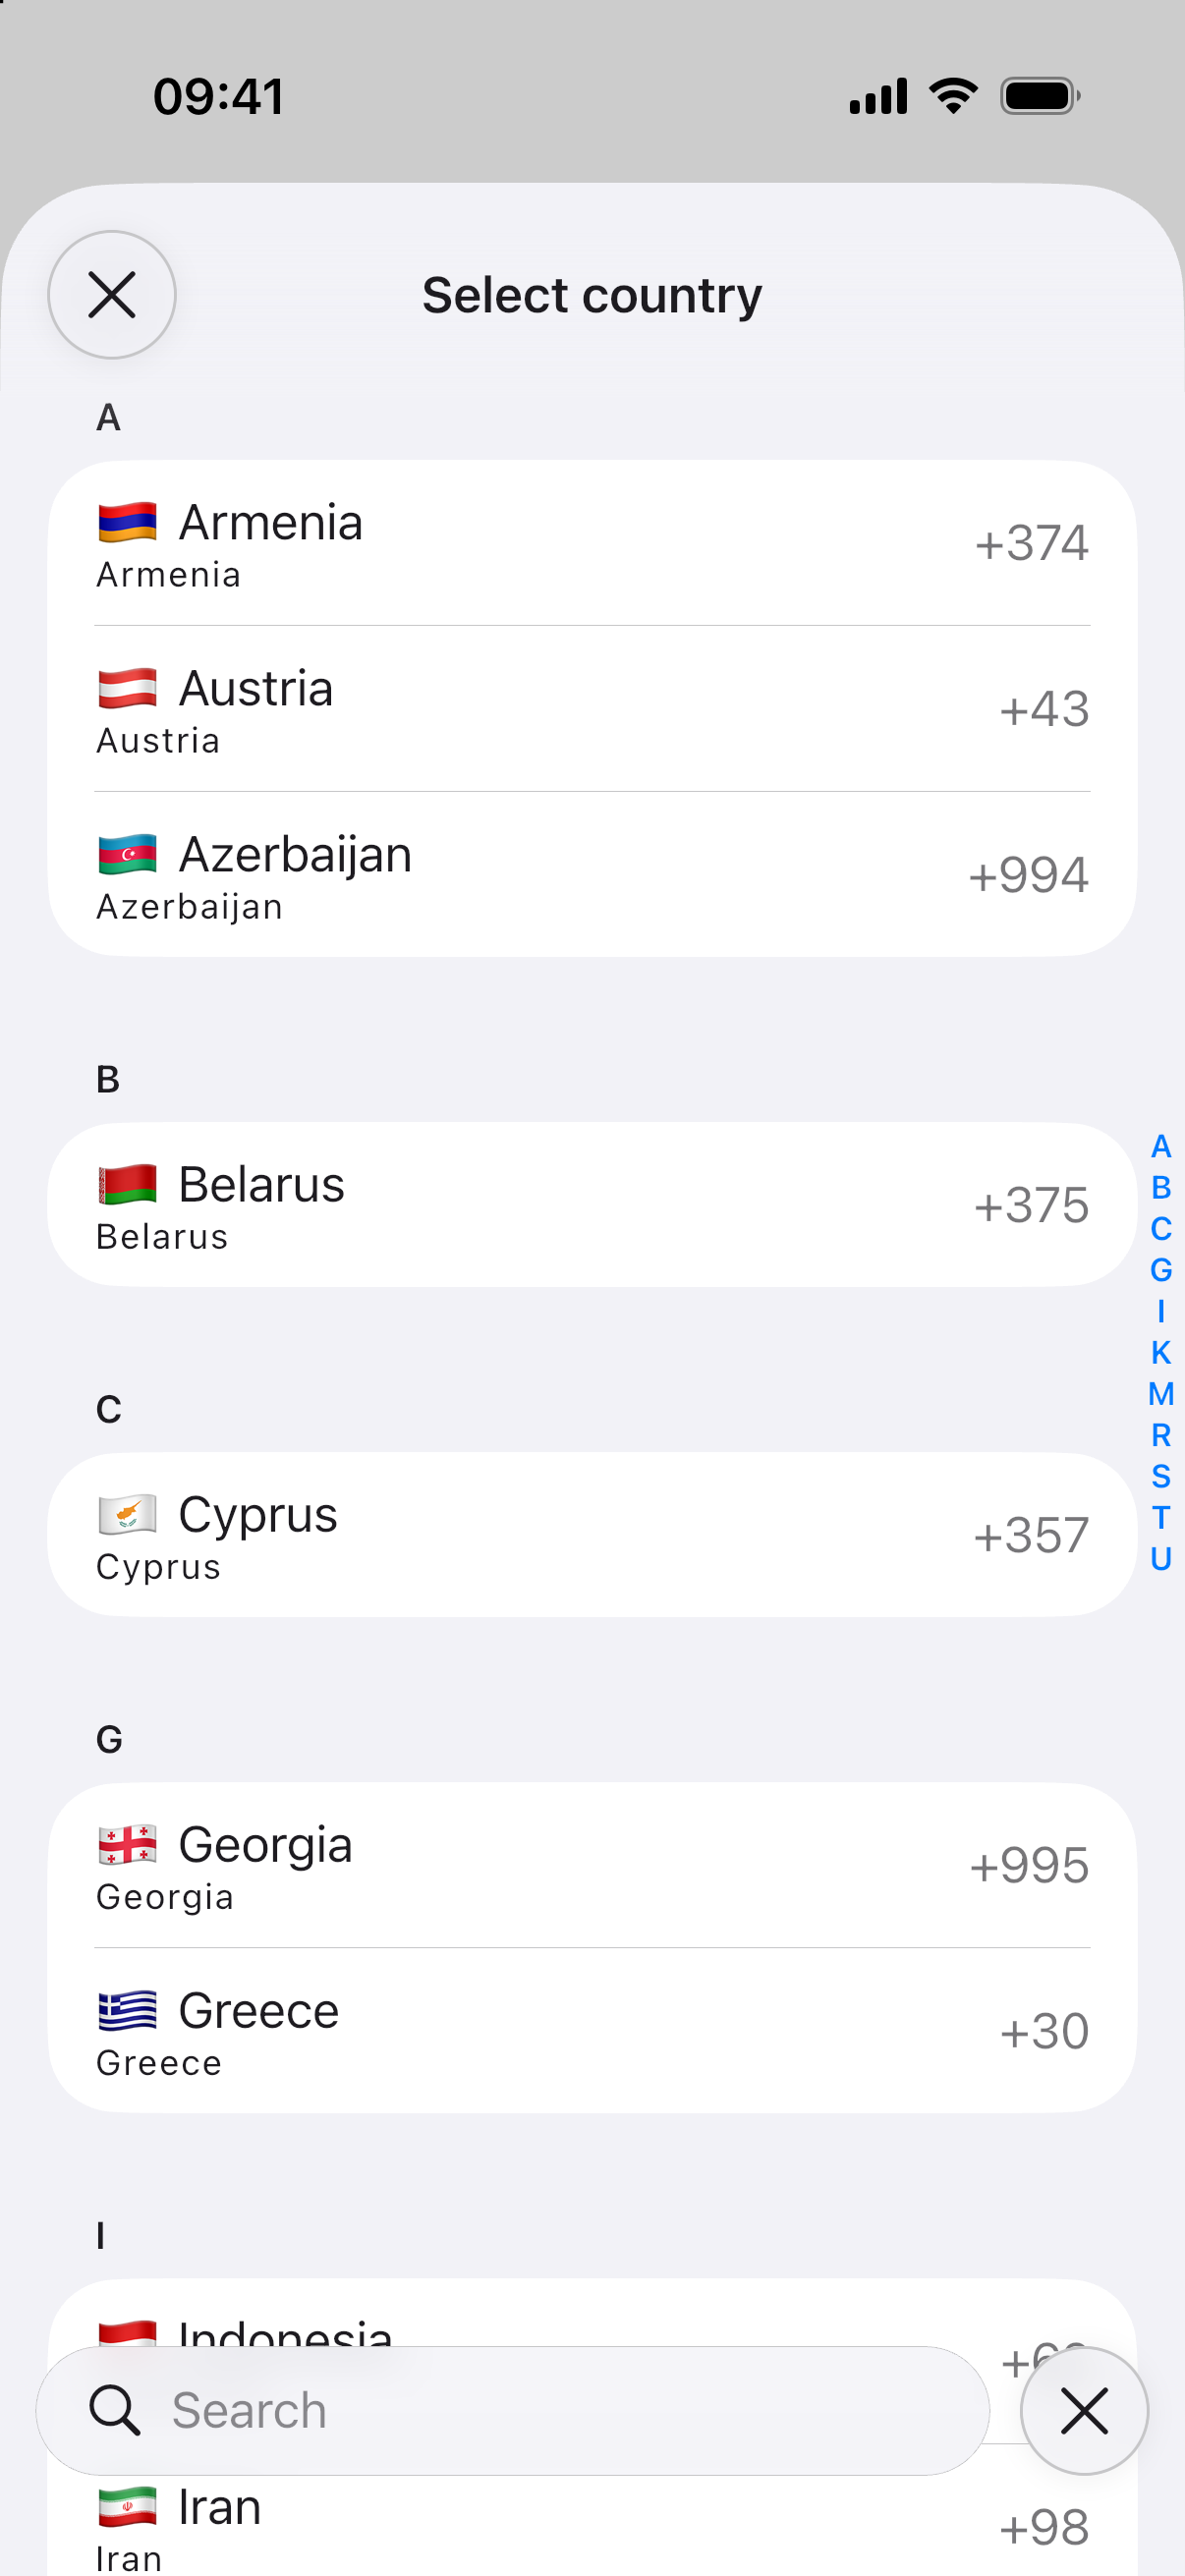 09:41
Select country
A
Armenia
Armenia
+374
Austria
Austria
+43
Azerbaijan
Azerbaijan
+994
B
Belarus
Belarus
+375
C
Cyprus
Cyprus
+357
G
Georgia
Georgia
+995
Greece
Greece
+30
I
Indonesia
Search
Iran
Iran
+98
A
B
C
G
I
K
M
R
S
T
U